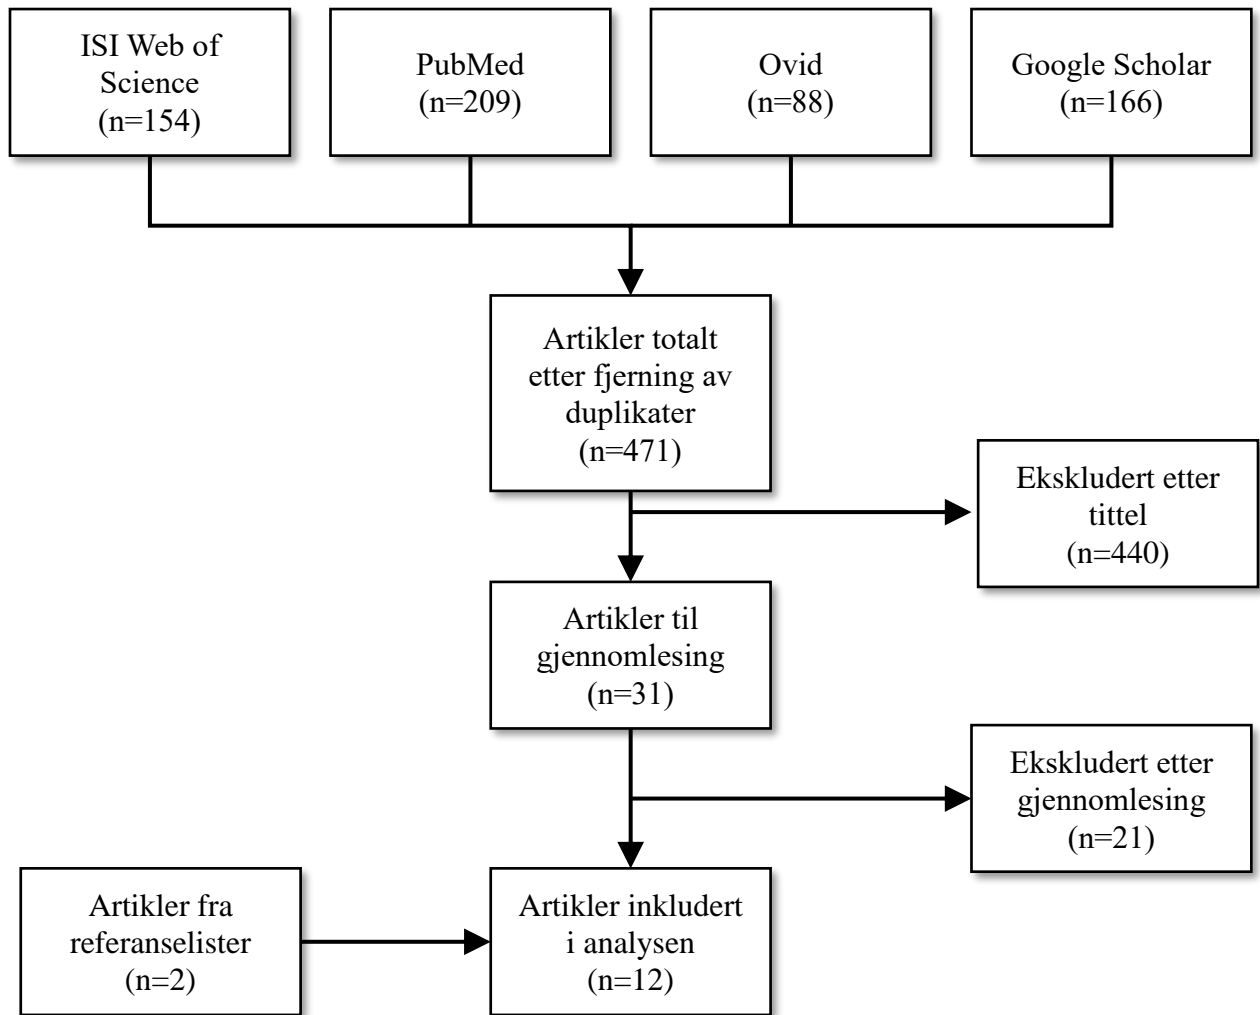 ISI Web of
Science
(n=154)
PubMed
(n=209)
Ovid
(n=88)
Google Scholar
(n=166)
Artikler totalt
etter fjerning av
duplikater
(n=471)
Ekskludert etter
tittel
(n=440)
Artikler til
gjennomlesing
(n=31)
Ekskludert etter
gjennomlesing
(n=21)
Artikler fra
referanselister
(n=2)
Artikler inkludert
i analysen
(n=12)